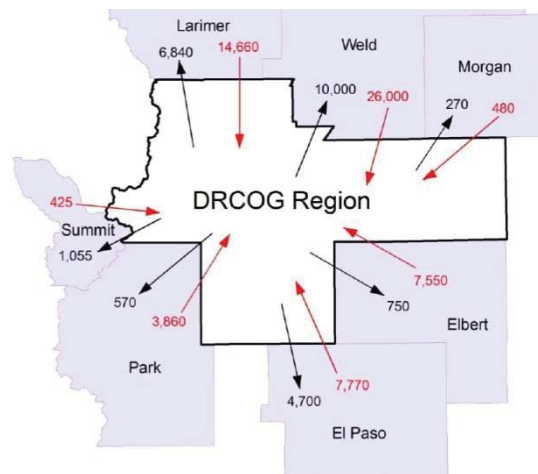 Larimer
6,840
14,660
Weld
Morgan
10,000
26,000
270
480
DRCOG Region
425
Summit
1,055
570
3,860
7,550
750
Elbert
Park
4,700
7,770
El Paso